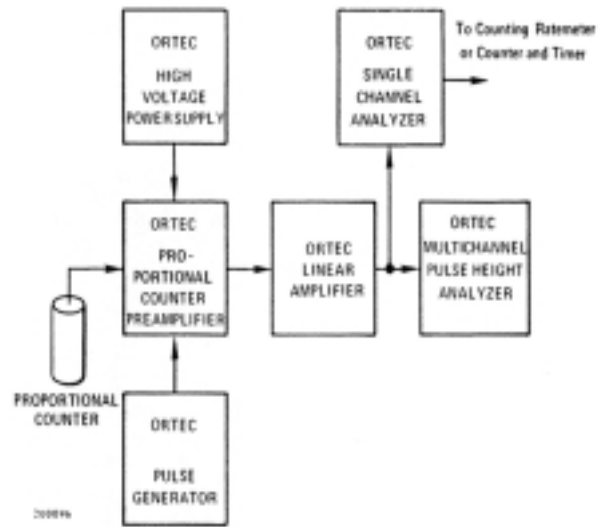 ORTEC
HIGH
VOLTAGE
POWER SUPPLY
ORTEC
SINGLE
CHANNEL
ANALYZER
To Counting Ratemeter
or Counter and Timer
ORTEC
PRO-
PORTIONAL
COUNTER
PREAMPLIFIER
ORTEC
LINEAR
AMPLIFIER
ORTEC
MULTICHANNEL
PULSE HEIGHT
ANALYZER
PROPORTIONAL
COUNTER
ORTEC
PULSE
GENERATOR